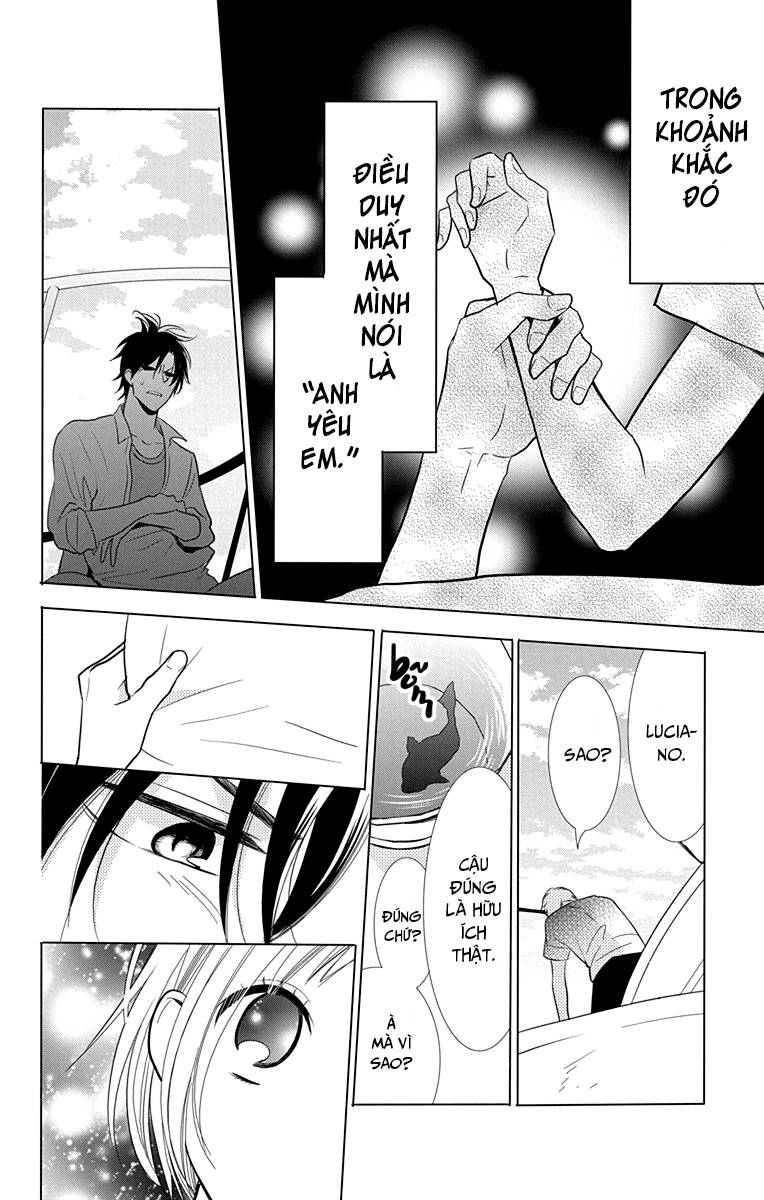 TRONG
KHOẢNH
KHẮC
ĐÓ
ĐIỀU
DUY
NHẤT
MÀ
MÌNH
NÓI
LÀ
“ANH
YÊU
EM.”
LUCIA-
NO.
SAO?
bõm
CẬU
ĐÚNG
LÀ HỮU
ÍCH
THẬT.
ĐÚNG
CHỨ?
À
MÀ VÌ
SAO?